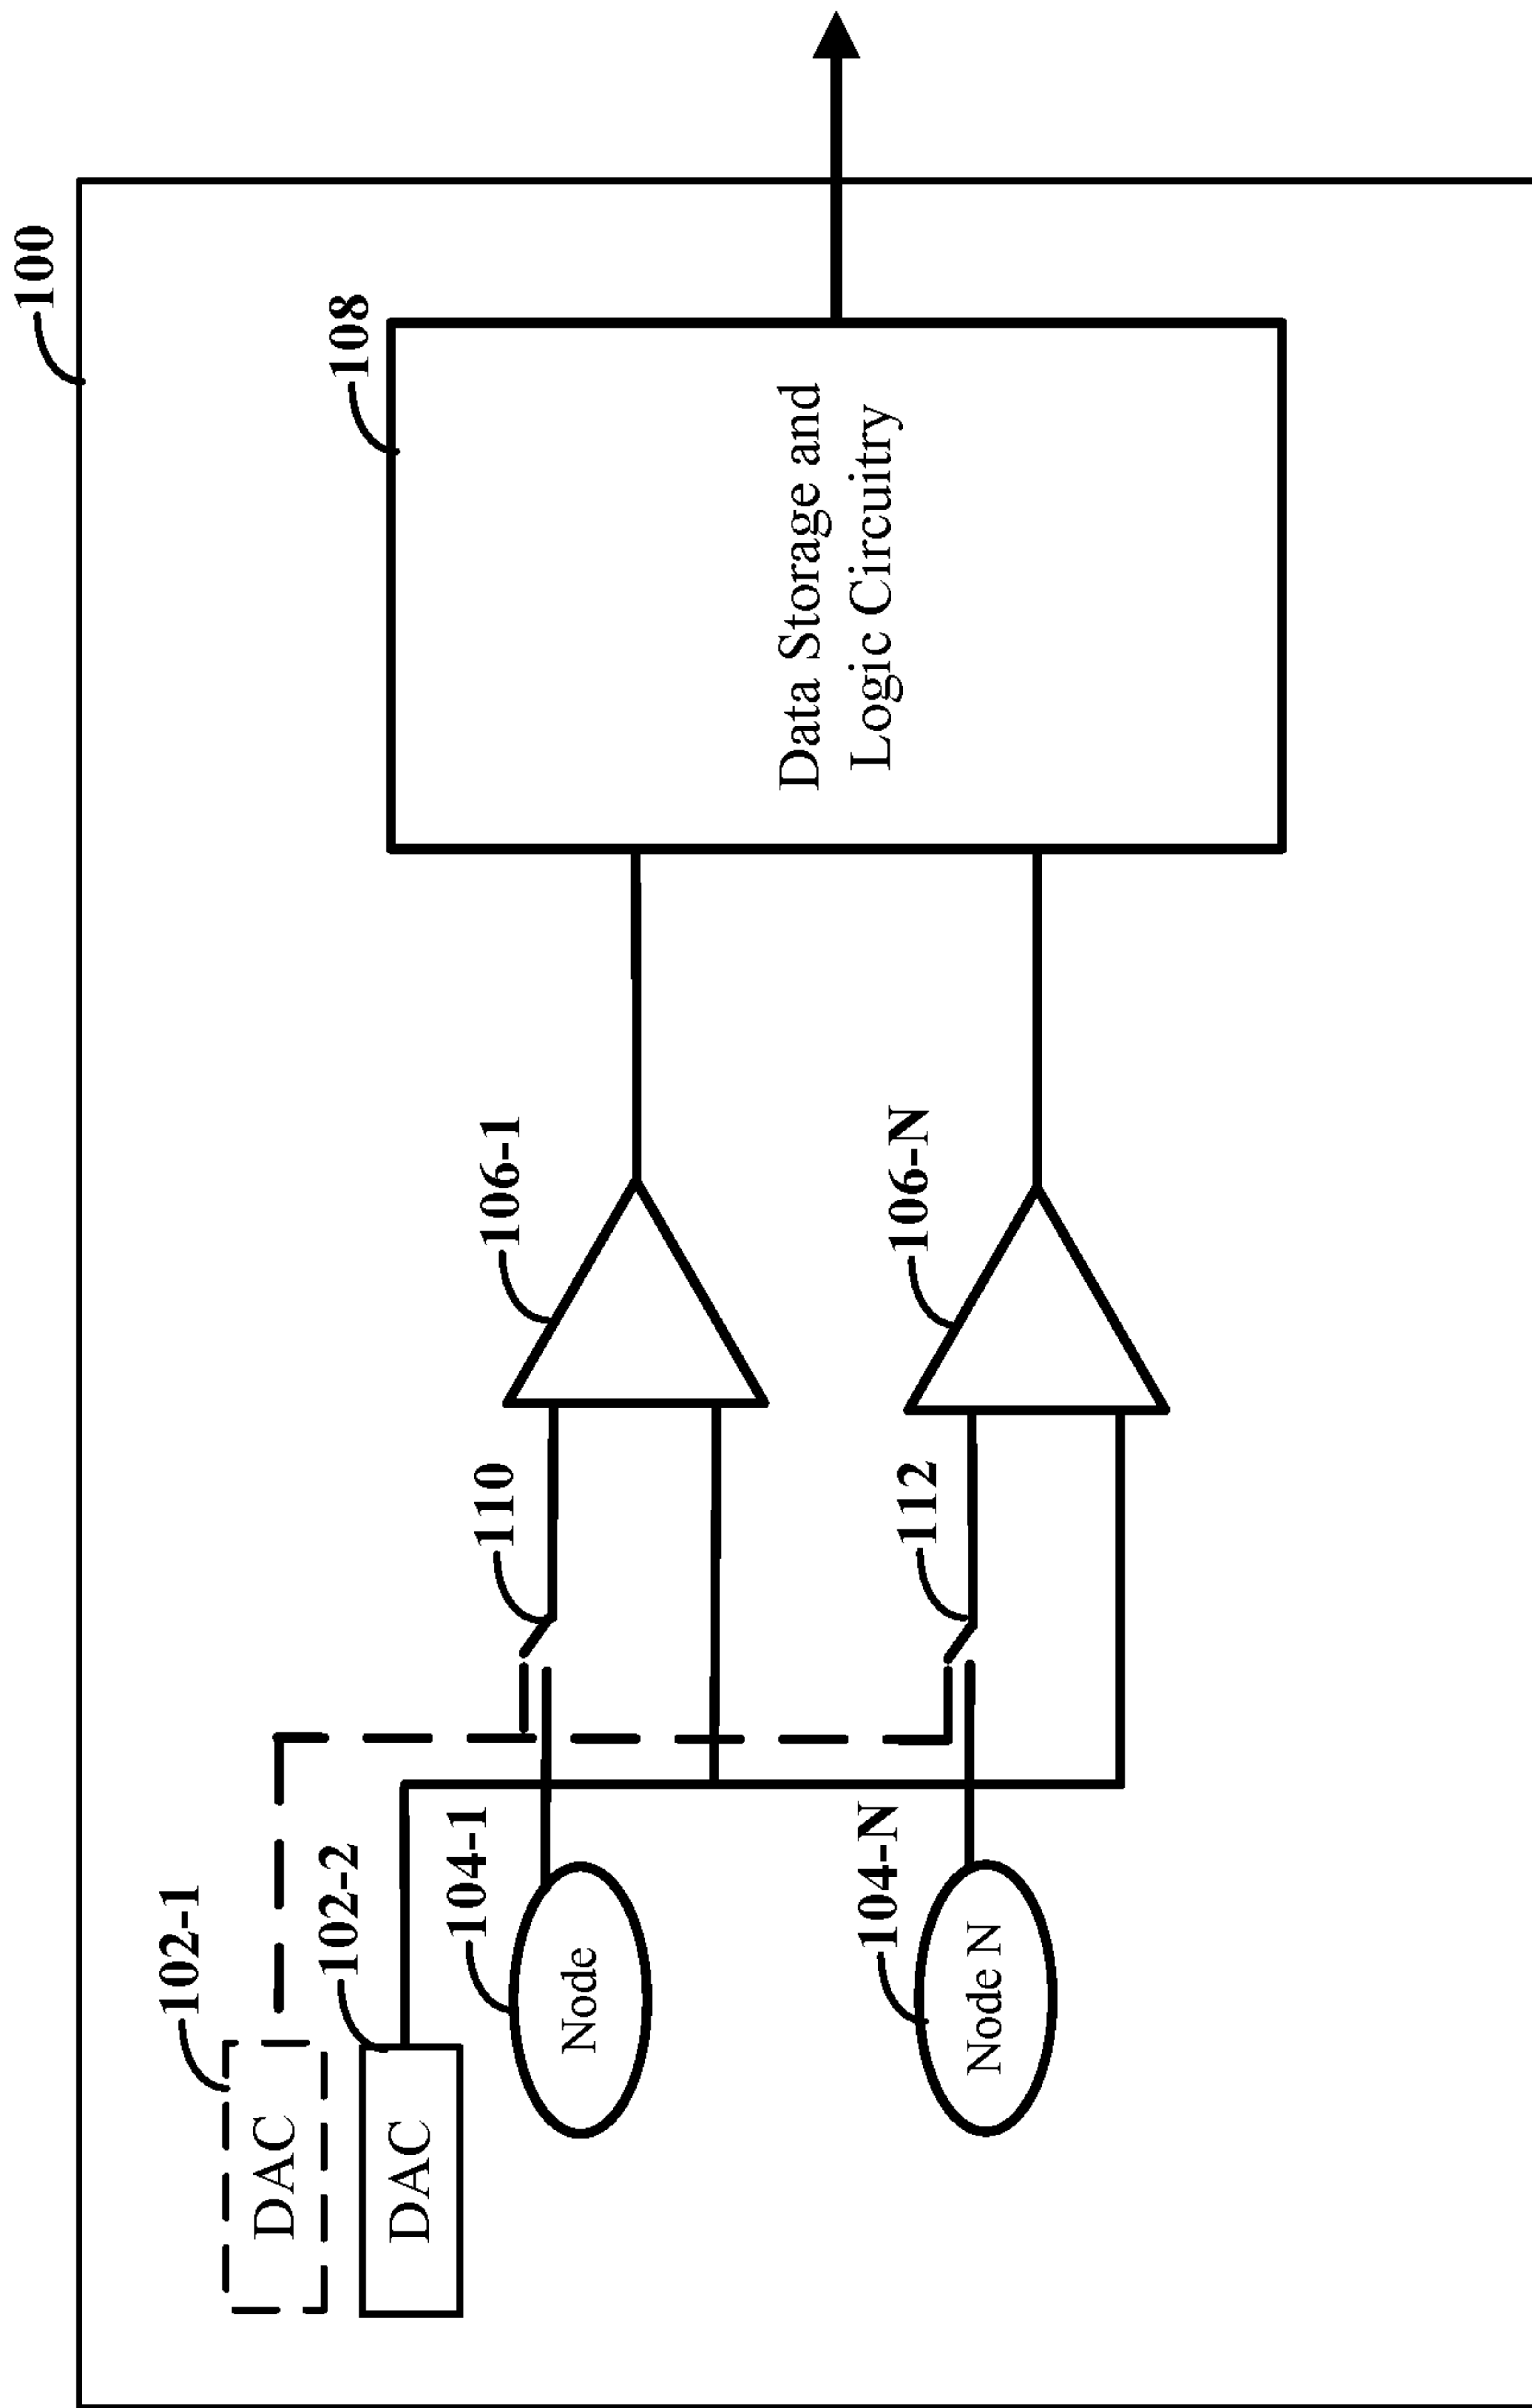 100
108
Data Storage and
Logic Circuitry
106-1
106-N
110
112
102-1
102-2
104-1
104-N
DAC
DAC
Node
Node N